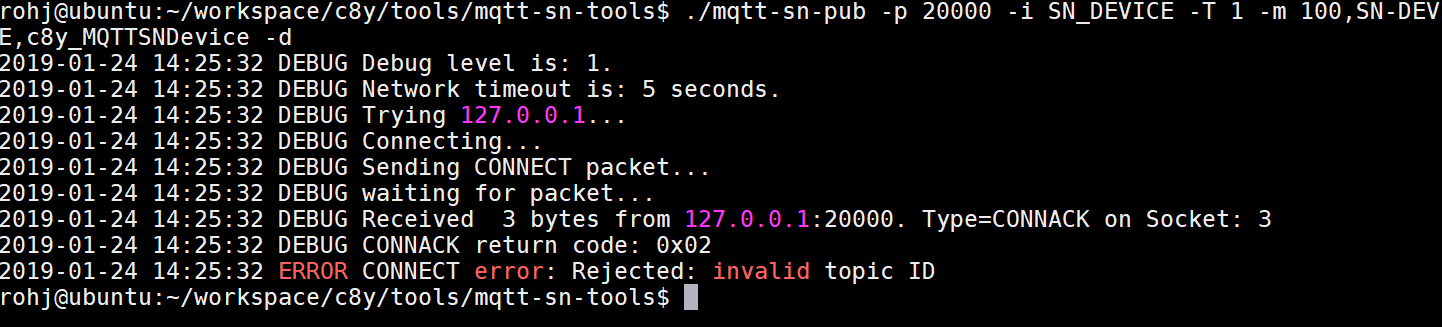 rohj@ubuntu:~/workspace/c8y/tools/mqtt-sn-tools$ ./mqtt-sn-pub -p 20000 -i SN_DEVICE -T 1 -m 100,SN-DEV
E,c8y_MQTTSNDevice -d
2019-01-24 14:25:32 DEBUG Debug level is: 1.
2019-01-24 14:25:32 DEBUG Network timeout is: 5 seconds.
2019-01-24 14:25:32 DEBUG Trying 127.0.0.1...
2019-01-24 14:25:32 DEBUG Connecting...
2019-01-24 14:25:32 DEBUG Sending CONNECT packet...
2019-01-24 14:25:32 DEBUG waiting for packet...
2019-01-24 14:25:32 DEBUG Received  3 bytes from 127.0.0.1:20000. Type=CONNACK on Socket: 3
2019-01-24 14:25:32 DEBUG CONNACK return code: 0x02
2019-01-24 14:25:32 ERROR CONNECT error: Rejected: invalid topic ID
rohj@ubuntu:~/workspace/c8y/tools/mqtt-sn-tools$